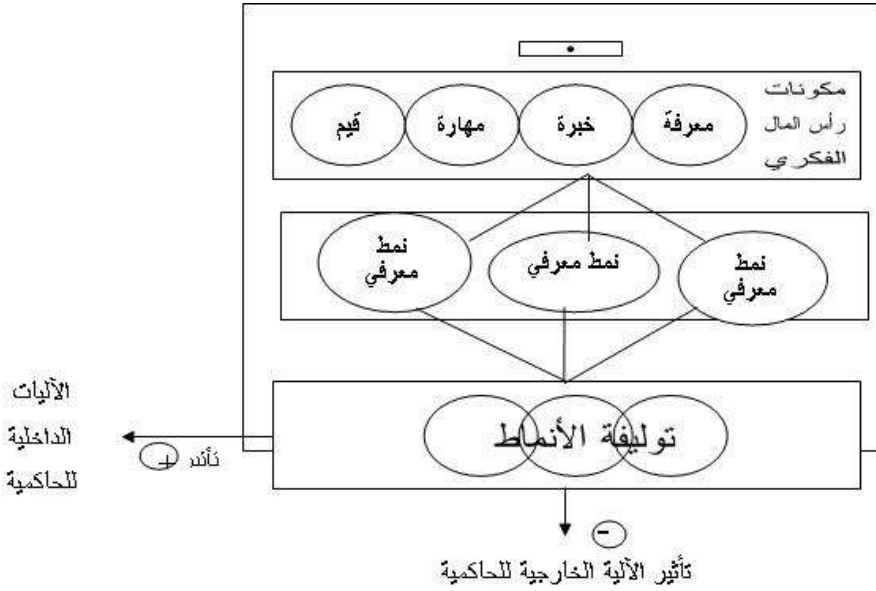 مكونات
رأس المال
الفكري
معرفة
خبرة
مهارة
قيم
نمط
معرفي
نمط معرفي
نمط
معرفي
توليفة الأنماط
الآليات
الداخلية
للحاكمية
+
-
تأثير الآلية الخارجية للحاكمية